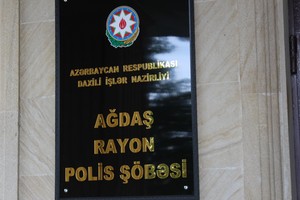 AZƏRBAYCAN RESPUBLİKASI
DAXİLİ İŞLƏR NAZİRLİYİ
AĞDAŞ
RAYON
POLİS ŞÖBƏSİ